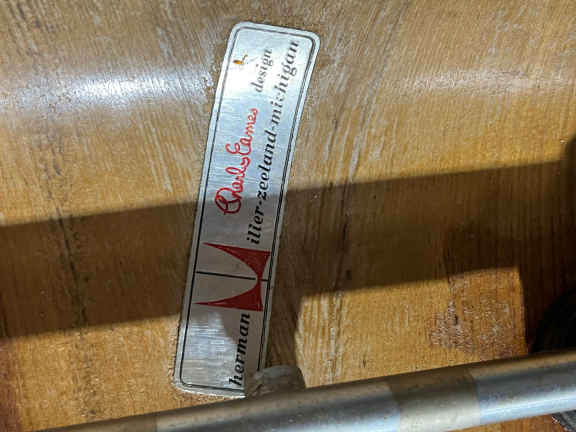 Charles Eames design
herman miller-zeeland-michigan